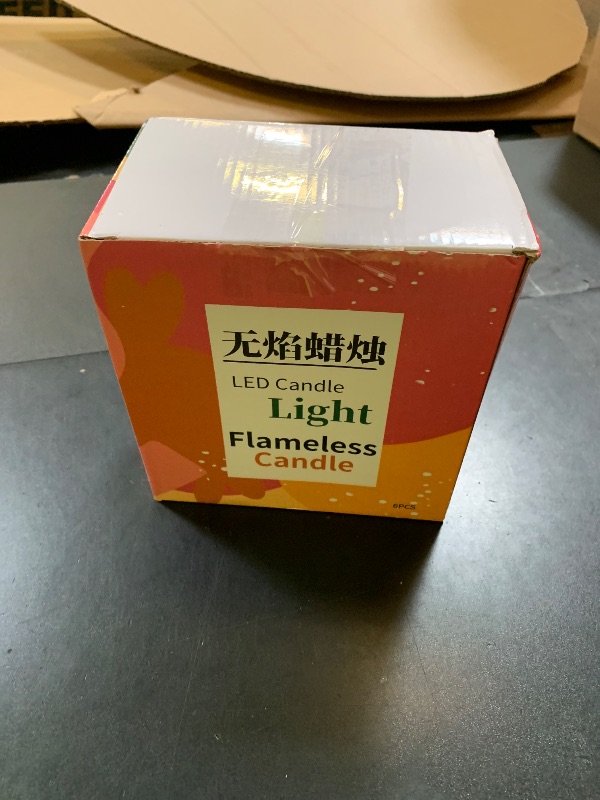 无焰蜡烛
LED Candle
Light
Flameless
Candle
6PCS